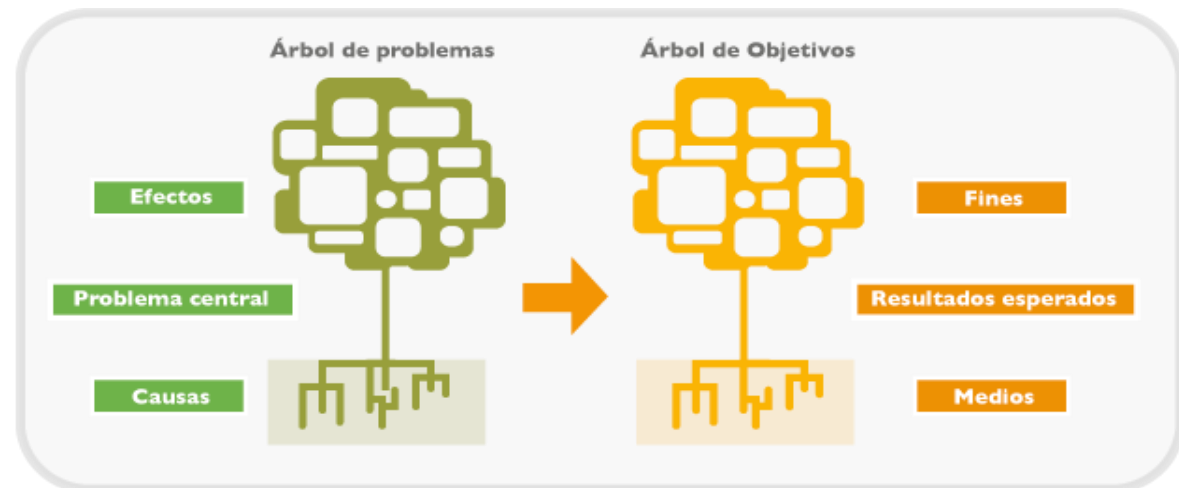 Árbol de problemas
Árbol de Objetivos
Efectos
Fines
Problema central
Resultados esperados
Causas
Medios